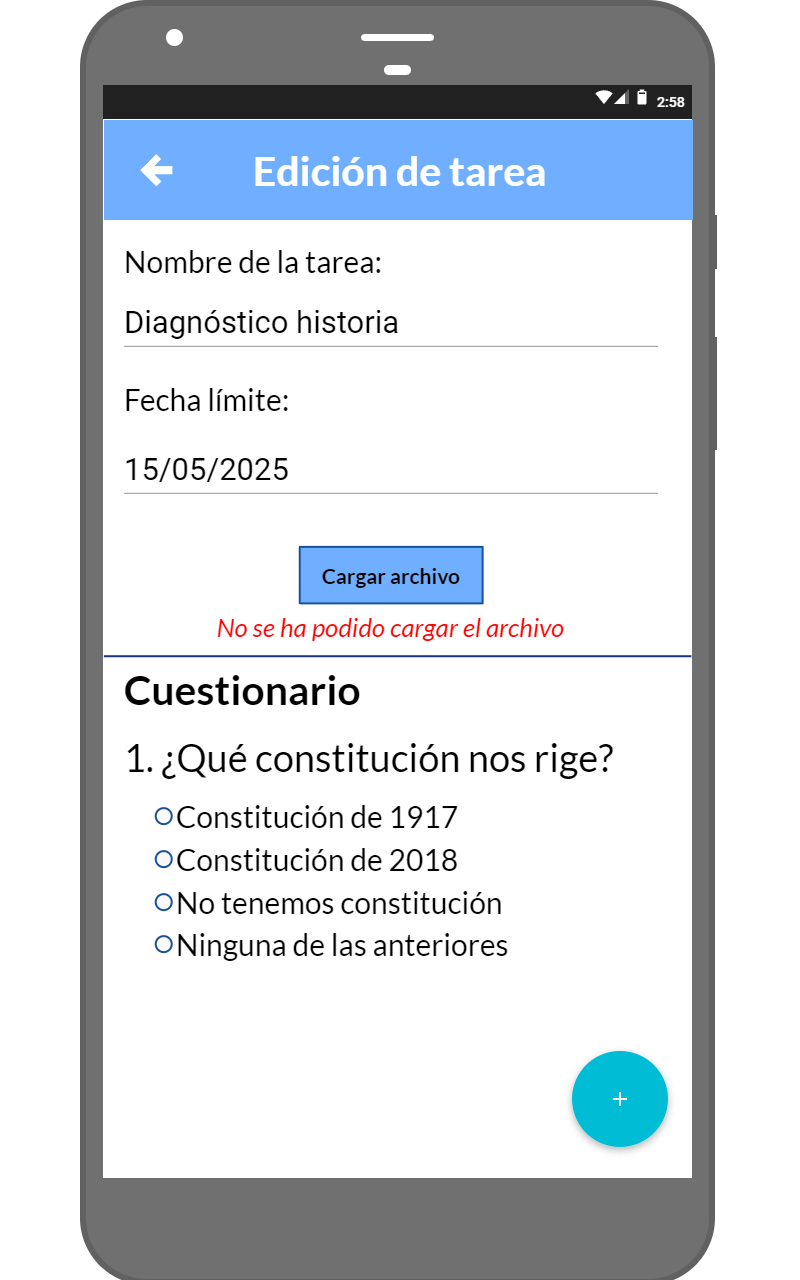 2:58
Edición de tarea
Nombre de la tarea:
Diagnóstico historia
Fecha límite:
15/05/2025
Cargar archivo
No se ha podido cargar el archivo
Cuestionario
1. ¿Qué constitución nos rige?
Constitución de 1917
Constitución de 2018
No tenemos constitución
Ninguna de las anteriores
+